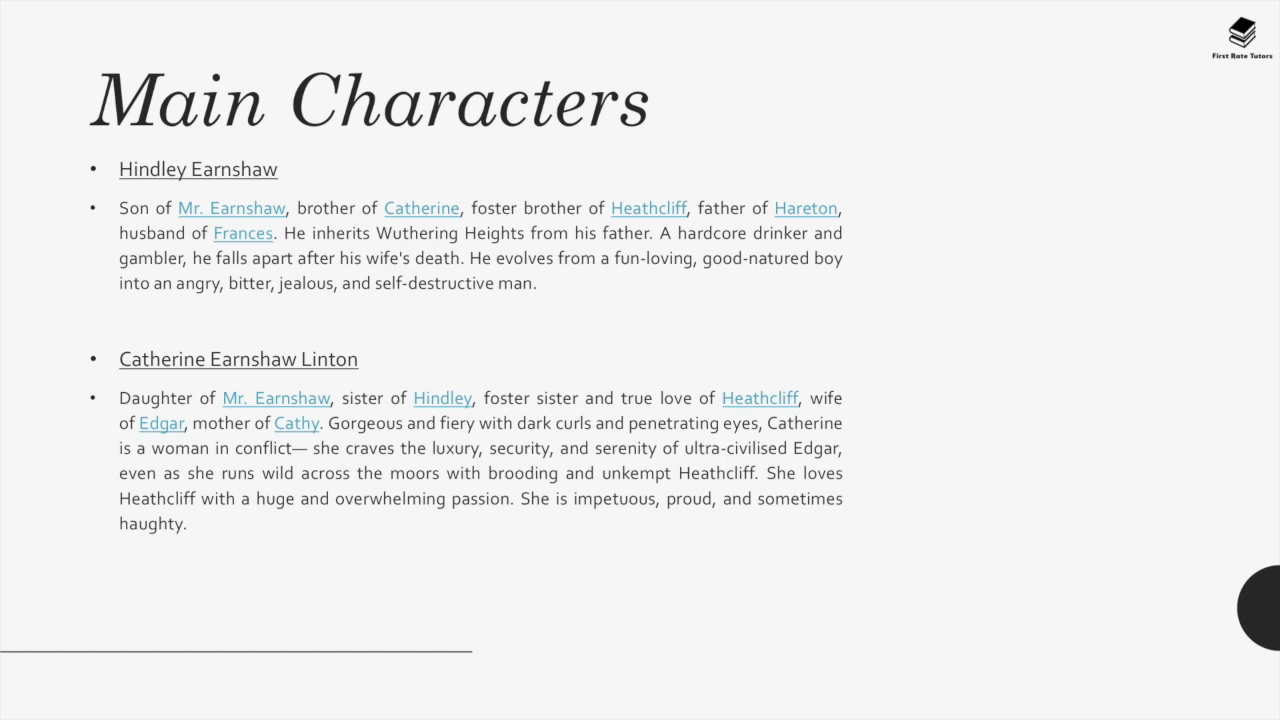 First Rate Tutors
Main Characters
• Hindley Earnshaw
• Son of Mr. Earnshaw, brother of Catherine, foster brother of Heathcliff, father of Hareton,
husband of Frances. He inherits Wuthering Heights from his father. A hardcore drinker and
gambler, he falls apart after his wife's death. He evolves from a fun-loving, good-natured boy
into an angry, bitter, jealous, and self-destructive man.
• Catherine Earnshaw Linton
• Daughter of Mr. Earnshaw, sister of Hindley, foster sister and true love of Heathcliff, wife
of Edgar, mother of Cathy. Gorgeous and fiery with dark curls and penetrating eyes, Catherine
is a woman in conflict— she craves the luxury, security, and serenity of ultra-civilised Edgar,
even as she runs wild across the moors with brooding and unkempt Heathcliff. She loves
Heathcliff with a huge and overwhelming passion. She is impetuous, proud, and sometimes
haughty.